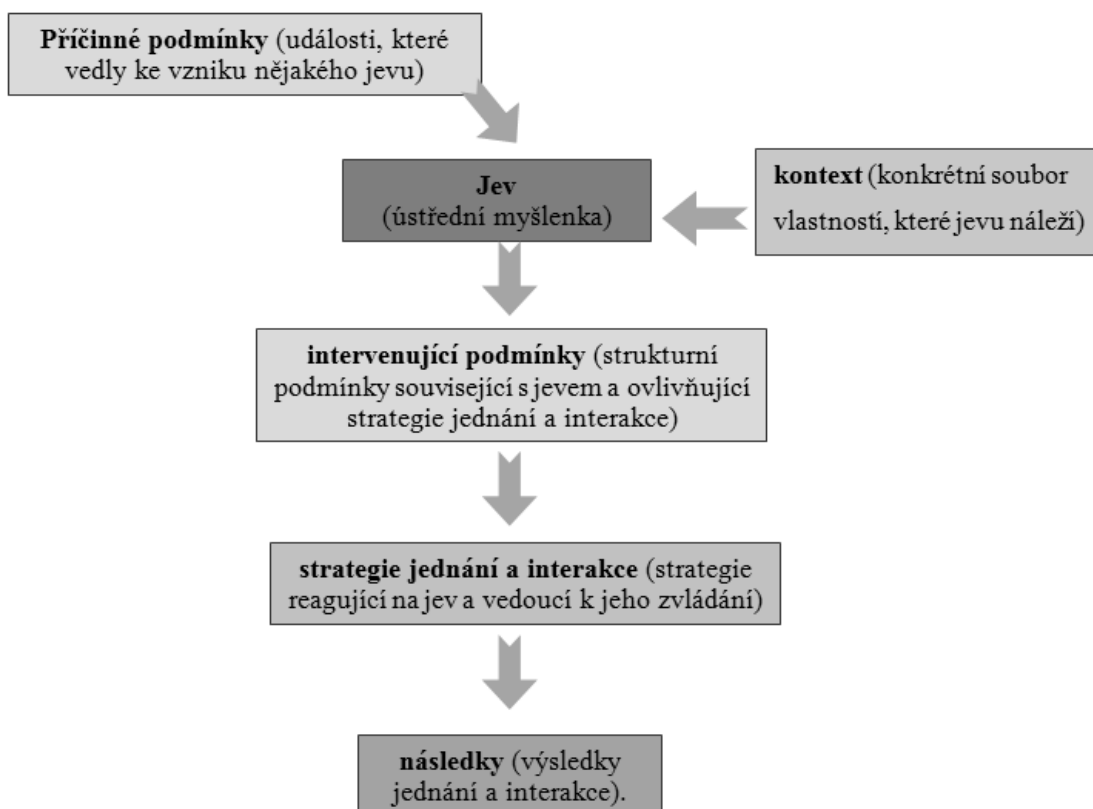 Příčinné podmínky (události, které
vedly ke vzniku nějakého jevu)
Jev
(ústřední myšlenka)
kontext (konkrétní soubor
vlastností, které jevu náleží)
intervenující podmínky (strukturní
podmínky související s jevem a ovlivňující
strategie jednání a interakce)
strategie jednání a interakce (strategie
reagující na jev a vedoucí k jeho zvládání)
následky (výsledky
jednání a interakce).